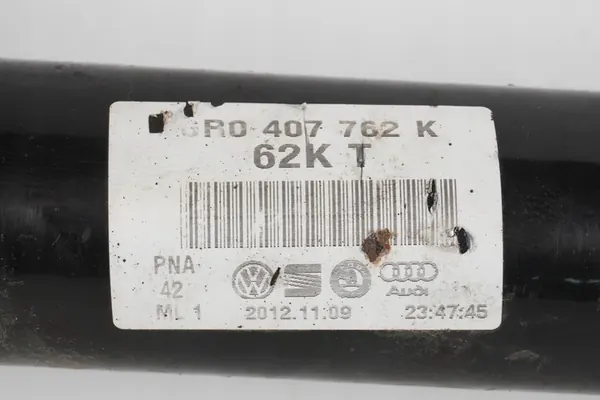 6R0 407 762 K
62K T
PNA
42
ML 1
Audi
2012.11.09
23:47:45